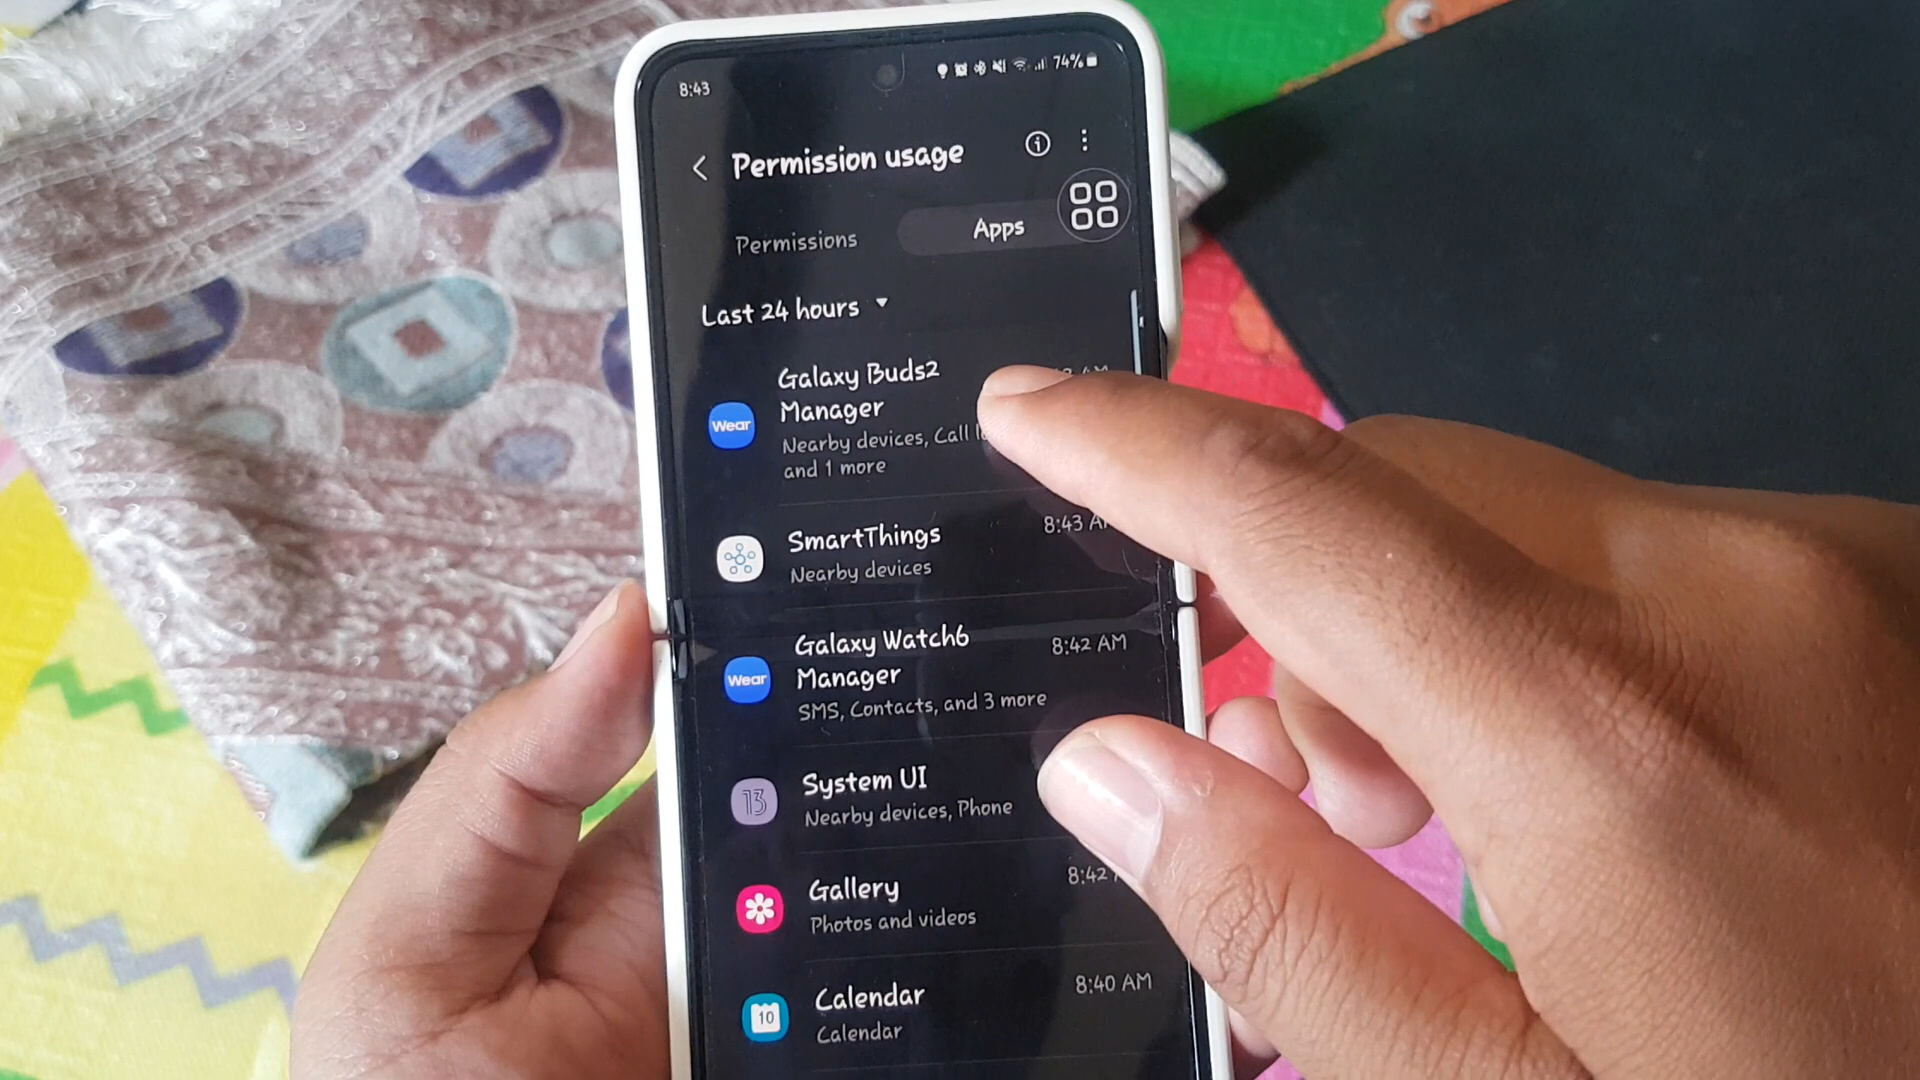 8:43
74%
Permission usage
Permissions
Apps
Last 24 hours
Galaxy Buds2
Manager
Nearby devices, Call
and 1 more
Wear
SmartThings
8:43
Nearby devices
Galaxy Watch6
Manager
8:42 AM
SMS, Contacts, and 3 more
Wear
System UI
13
Nearby devices, Phone
Gallery
8:42
Photos and videos
Calendar
8:40 AM
10
Calendar